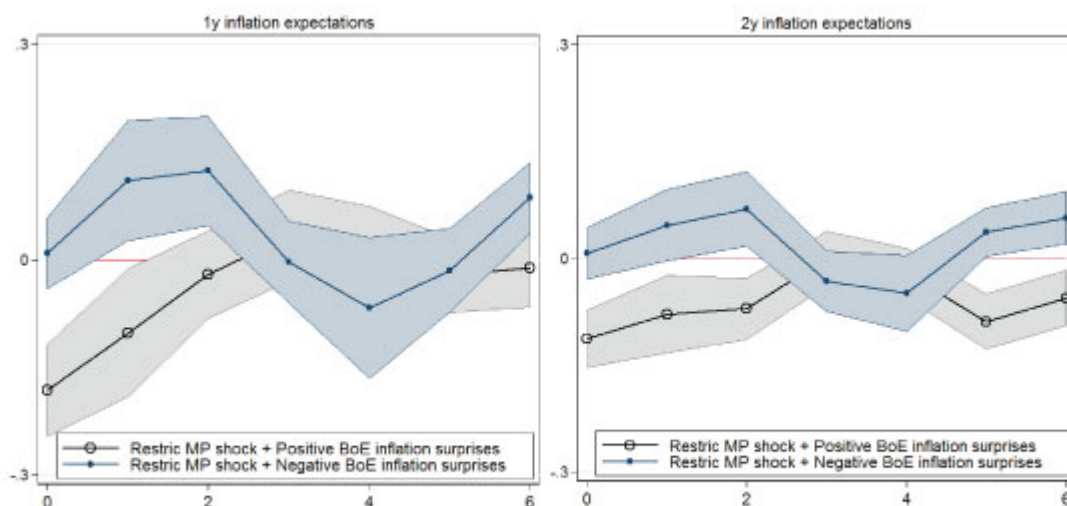 1y inflation expectations
.3
0
-.3
0 2 4 6
Restric MP shock + Positive BoE inflation surprises
Restric MP shock + Negative BoE inflation surprises
2y inflation expectations
.3
0
-.3
0 2 4 6
Restric MP shock + Positive BoE inflation surprises
Restric MP shock + Negative BoE inflation surprises